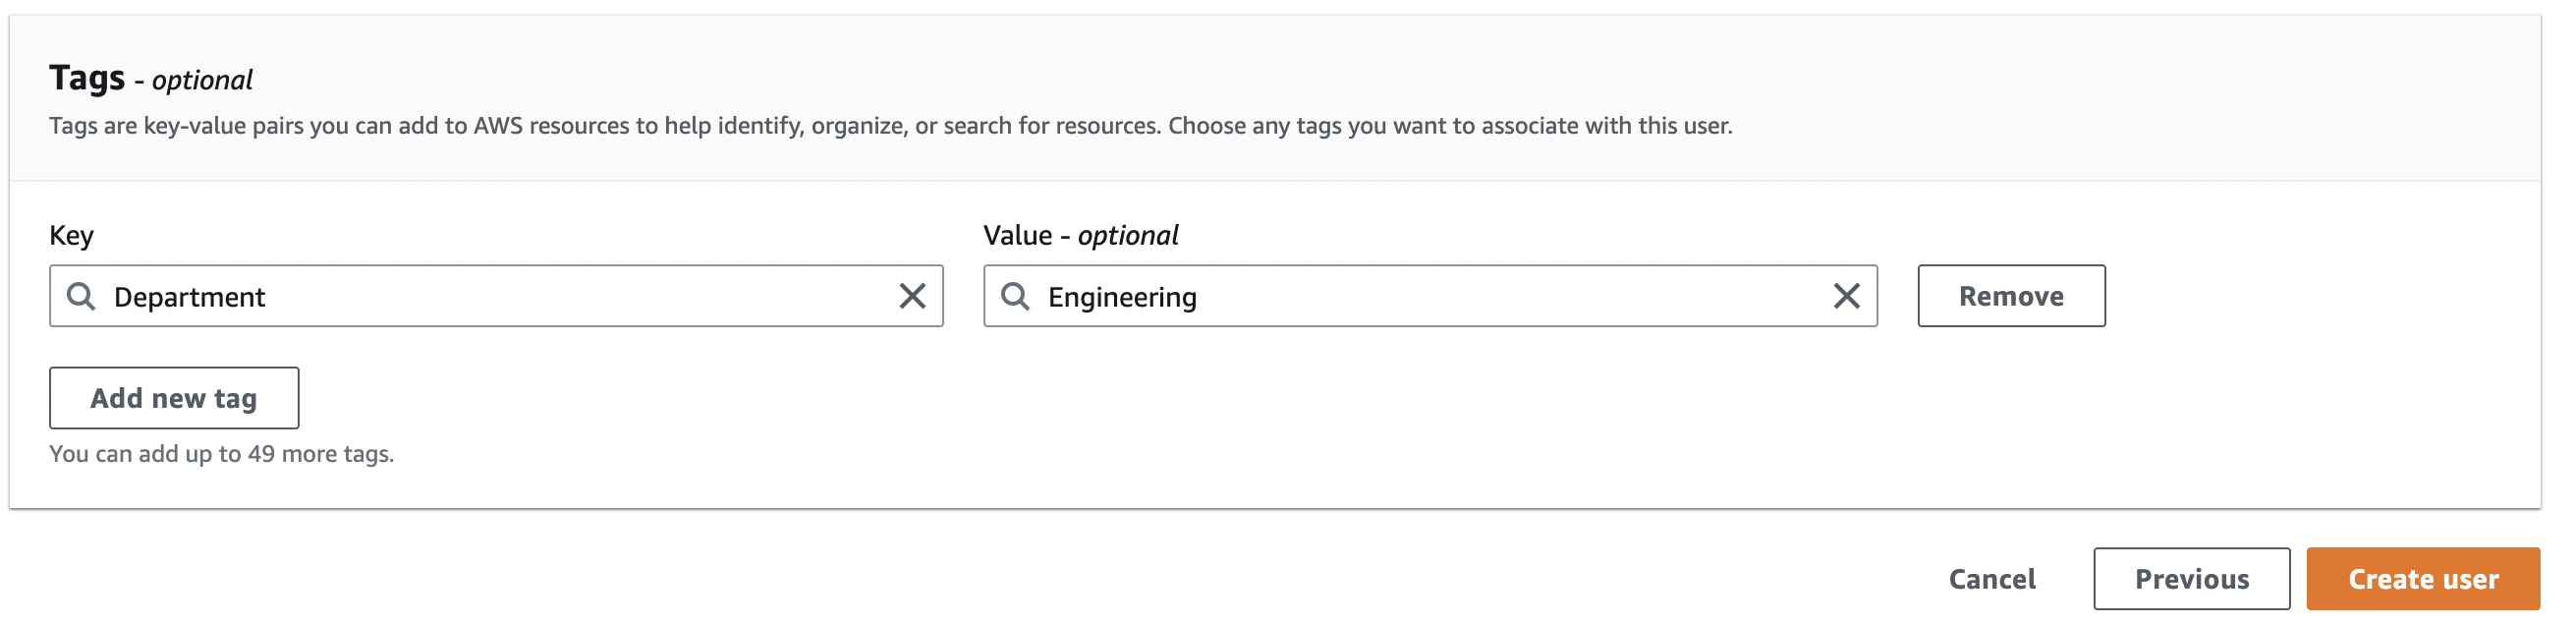 Tags - optional
Tags are key-value pairs you can add to AWS resources to help identify, organize, or search for resources. Choose any tags you want to associate with this user.
Key
Value - optional
Department
Engineering
Remove
Add new tag
You can add up to 49 more tags.
Cancel
Previous
Create user